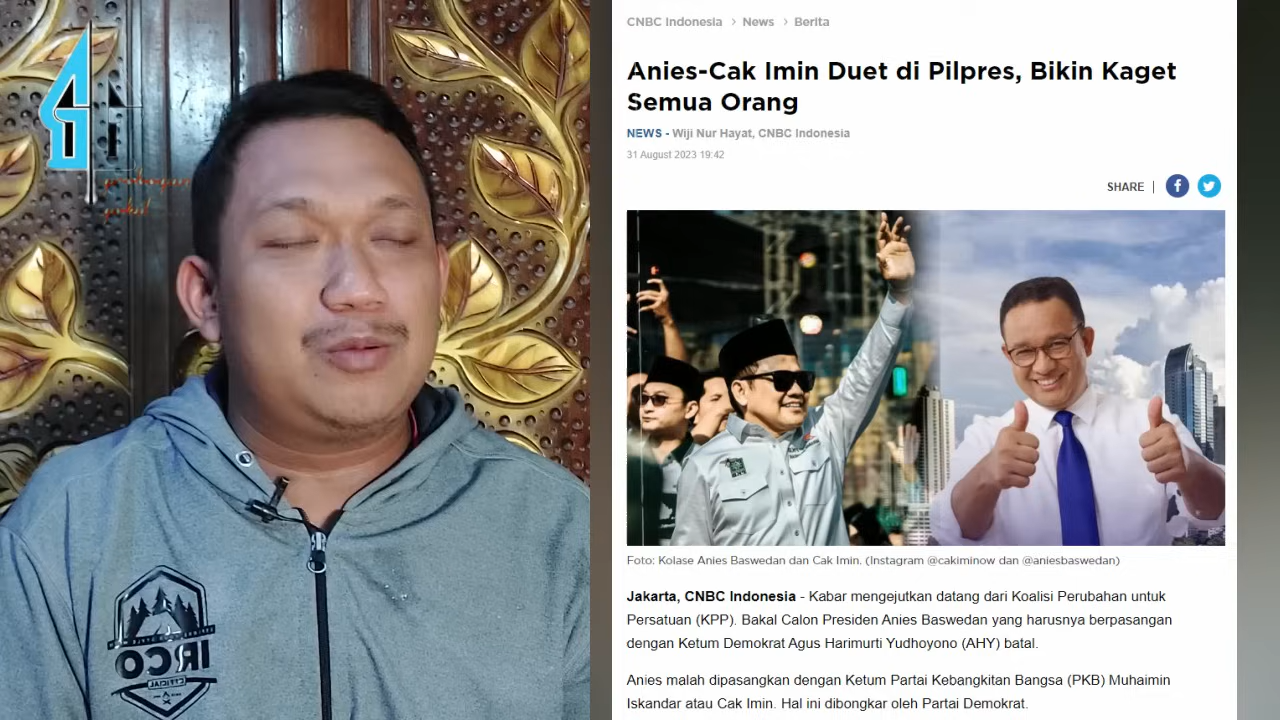 CNBC Indonesia > News > Berita
Anies-Cak Imin Duet di Pilpres, Bikin Kaget
Semua Orang
NEWS - Wiji Nur Hayat, CNBC Indonesia
31 August 2023 19:42
SHARE |
Foto: Kolase Anies Baswedan dan Cak Imin. (Instagram @cakiminow dan @aniesbaswedan)
Jakarta, CNBC Indonesia - Kabar mengejutkan datang dari Koalisi Perubahan untuk
Persatuan (KPP). Bakal Calon Presiden Anies Baswedan yang harusnya berpasangan
dengan Ketum Demokrat Agus Harimurti Yudhoyono (AHY) batal.
Anies malah dipasangkan dengan Ketum Partai Kebangkitan Bangsa (PKB) Muhaimin
Iskandar atau Cak Imin. Hal ini dibongkar oleh Partai Demokrat.
IRCO